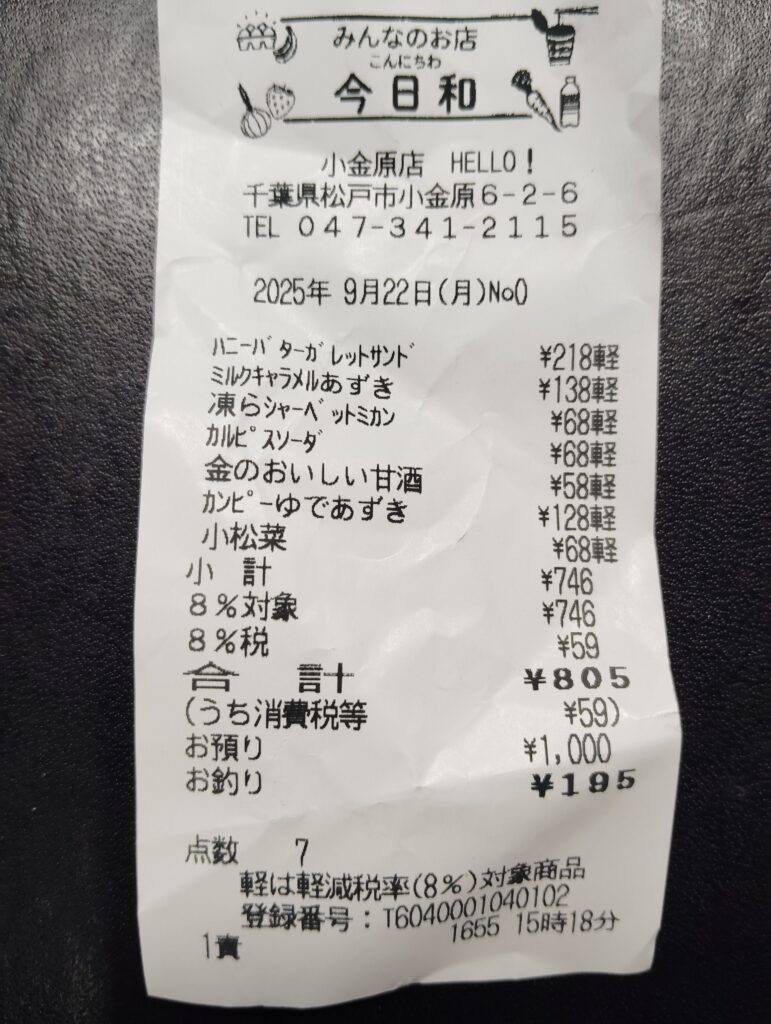 みんなのお店
こんにちわ
今日和
小金原店 HELLO!
千葉県松戸市小金原6-2-6
TEL 047-341-2115
2025年 9月22日(月)No0
ﾊﾆｰﾊﾞﾀｰｶﾞﾚｯﾄｻﾝﾄﾞ ¥218軽
ﾐﾙｸｷｬﾗﾒﾙあずき ¥138軽
凍らｼｬｰﾍﾞｯﾄﾐｶﾝ ¥68軽
ｶﾙﾋﾟｽｿｰﾀﾞ ¥68軽
金のおいしい甘酒 ¥58軽
ｶﾝﾋﾟｰゆであずき ¥128軽
小松菜 ¥68軽
小 計 ¥746
8%対象 ¥746
8%税 ¥59
合 計 ¥805
(うち消費税等 ¥59)
お預り ¥1,000
お釣り ¥195
点数 7
軽は軽減税率(8%)対象商品
登録番号:T6040001040102
1655 15時18分
1責